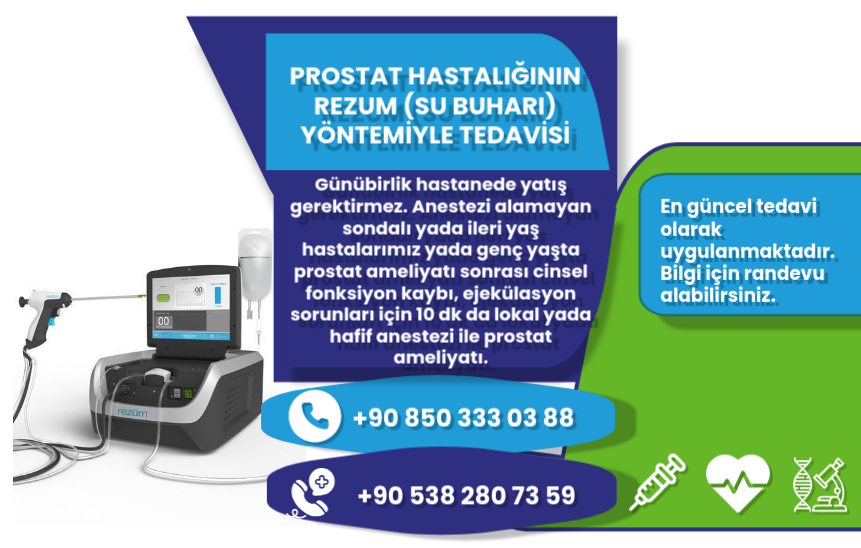 PROSTAT HASTALIĞININ
REZUM (SU BUHARI)
YÖNTEMİYLE TEDAVİSİ
Günübirlik hastanede yatış
gerektirmez. Anestezi alamayan
sondalı yada ileri yaş
hastalarımız yada genç yaşta
prostat ameliyatı sonrası cinsel
fonksiyon kaybı, ejekülasyon
sorunları için 10 dk da lokal yada
hafif anestezi ile prostat
ameliyatı.
En güncel tedavi
olarak
uygulanmaktadır.
Bilgi için randevu
alabilirsiniz.
rezūm
+90 850 333 03 88
+90 538 280 73 59